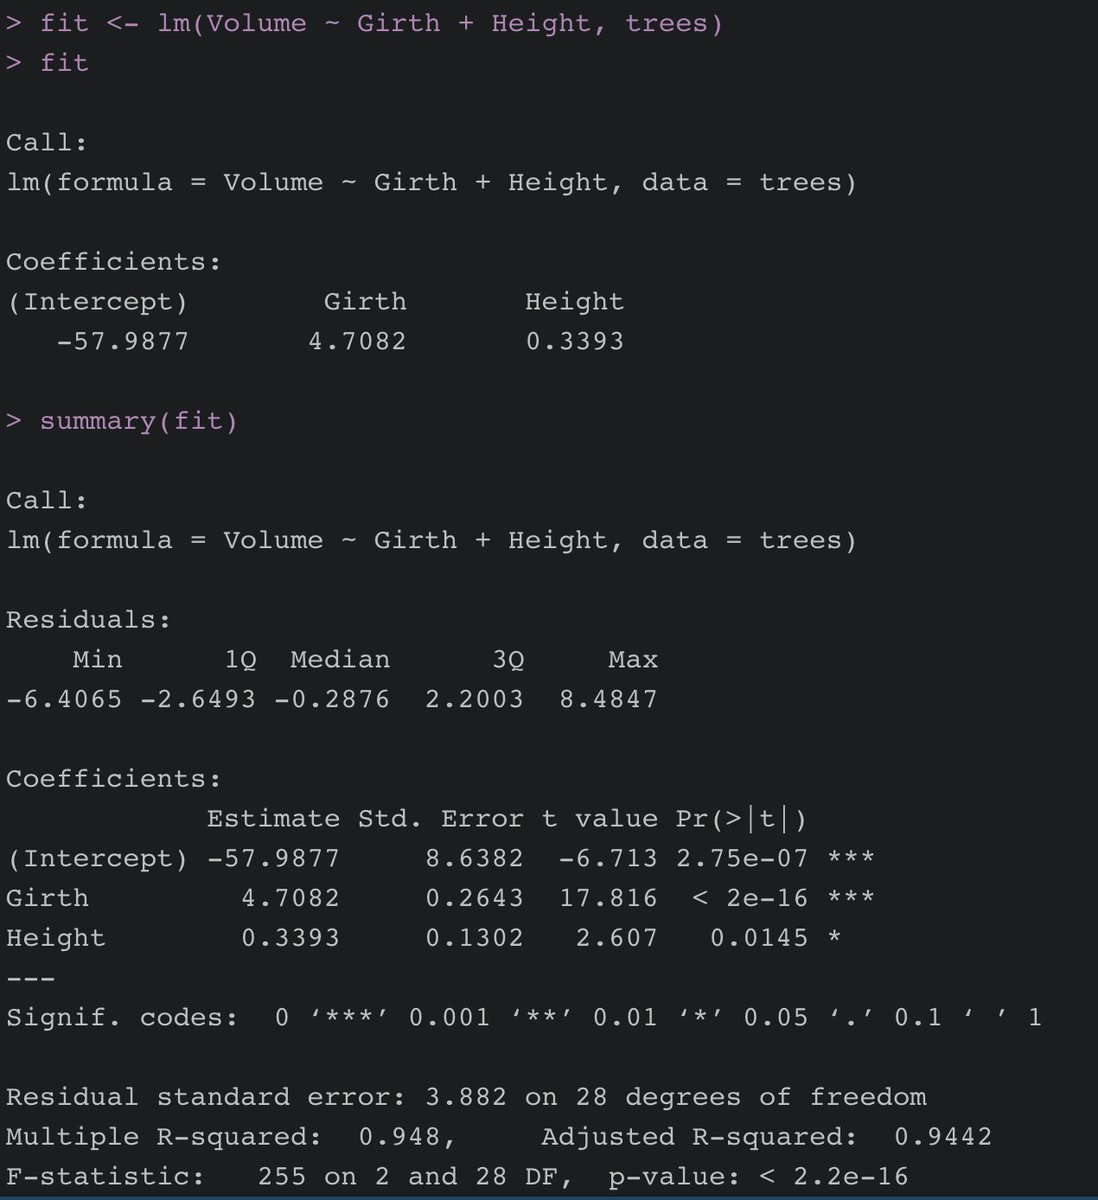 > fit <- lm(Volume ~ Girth + Height, trees)
> fit

Call:
lm(formula = Volume ~ Girth + Height, data = trees)

Coefficients:
(Intercept)        Girth       Height
   -57.9877       4.7082       0.3393

> summary(fit)

Call:
lm(formula = Volume ~ Girth + Height, data = trees)

Residuals:
    Min      1Q  Median      3Q     Max
-6.4065 -2.6493 -0.2876  2.2003  8.4847

Coefficients:
            Estimate Std. Error t value Pr(>|t|)
(Intercept) -57.9877     8.6382  -6.713 2.75e-07 ***
Girth         4.7082     0.2643  17.816  < 2e-16 ***
Height        0.3393     0.1302   2.607   0.0145 *
---
Signif. codes:  0 ‘***’ 0.001 ‘**’ 0.01 ‘*’ 0.05 ‘.’ 0.1 ‘ ’ 1

Residual standard error: 3.882 on 28 degrees of freedom
Multiple R-squared:  0.948,     Adjusted R-squared:  0.9442
F-statistic:   255 on 2 and 28 DF,  p-value: < 2.2e-16